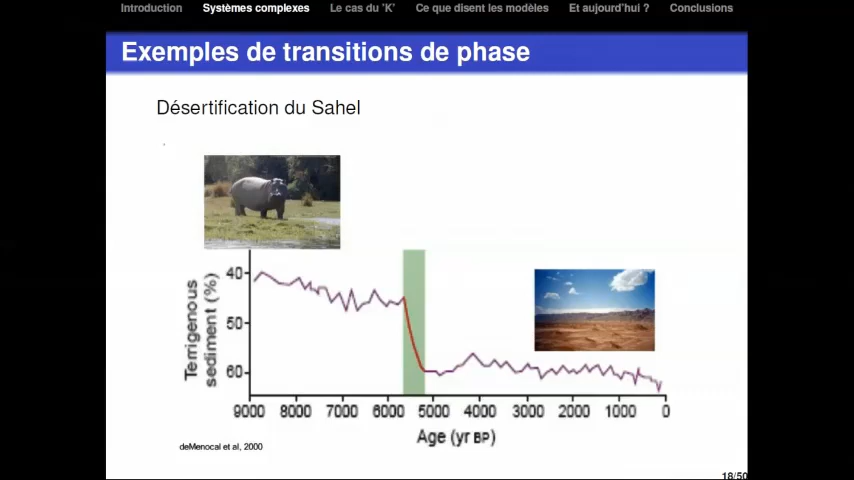 Introduction Systèmes complexes Le cas du 'K' Ce que disent les modèles Et aujourd'hui ? Conclusions
Exemples de transitions de phase
Désertification du Sahel
Terrigenous
sediment (%)
40
50
60
9000 8000 7000 6000 5000 4000 3000 2000 1000 0
Age (yr BP)
deMenocal et al, 2000
18/50